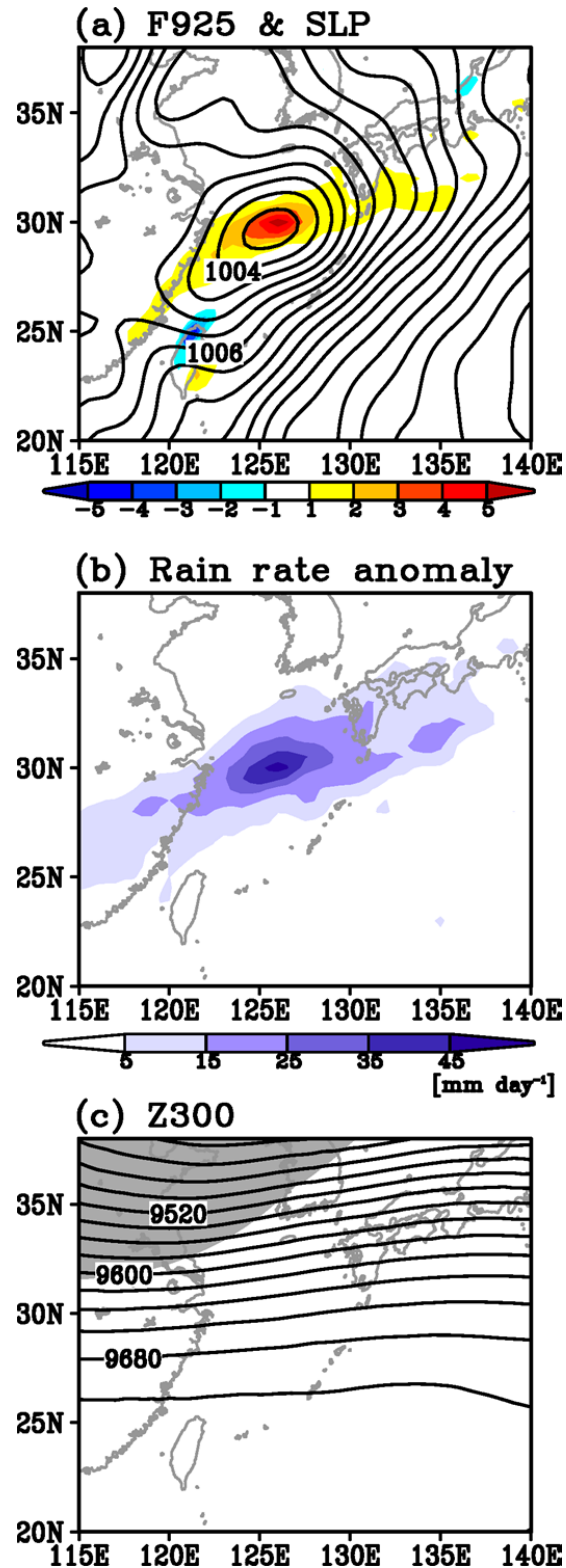 (a) F925 & SLP
35N
30N
1004
25N
1006
20N
115E 120E 125E 130E 135E 140E
-5 -4 -3 -2 -1 1 2 3 4 5
(b) Rain rate anomaly
35N
30N
25N
20N
115E 120E 125E 130E 135E 140E
5 15 25 35 45
[mm day⁻¹]
(c) Z300
35N
9520
9600
30N
9680
25N
20N
115E 120E 125E 130E 135E 140E